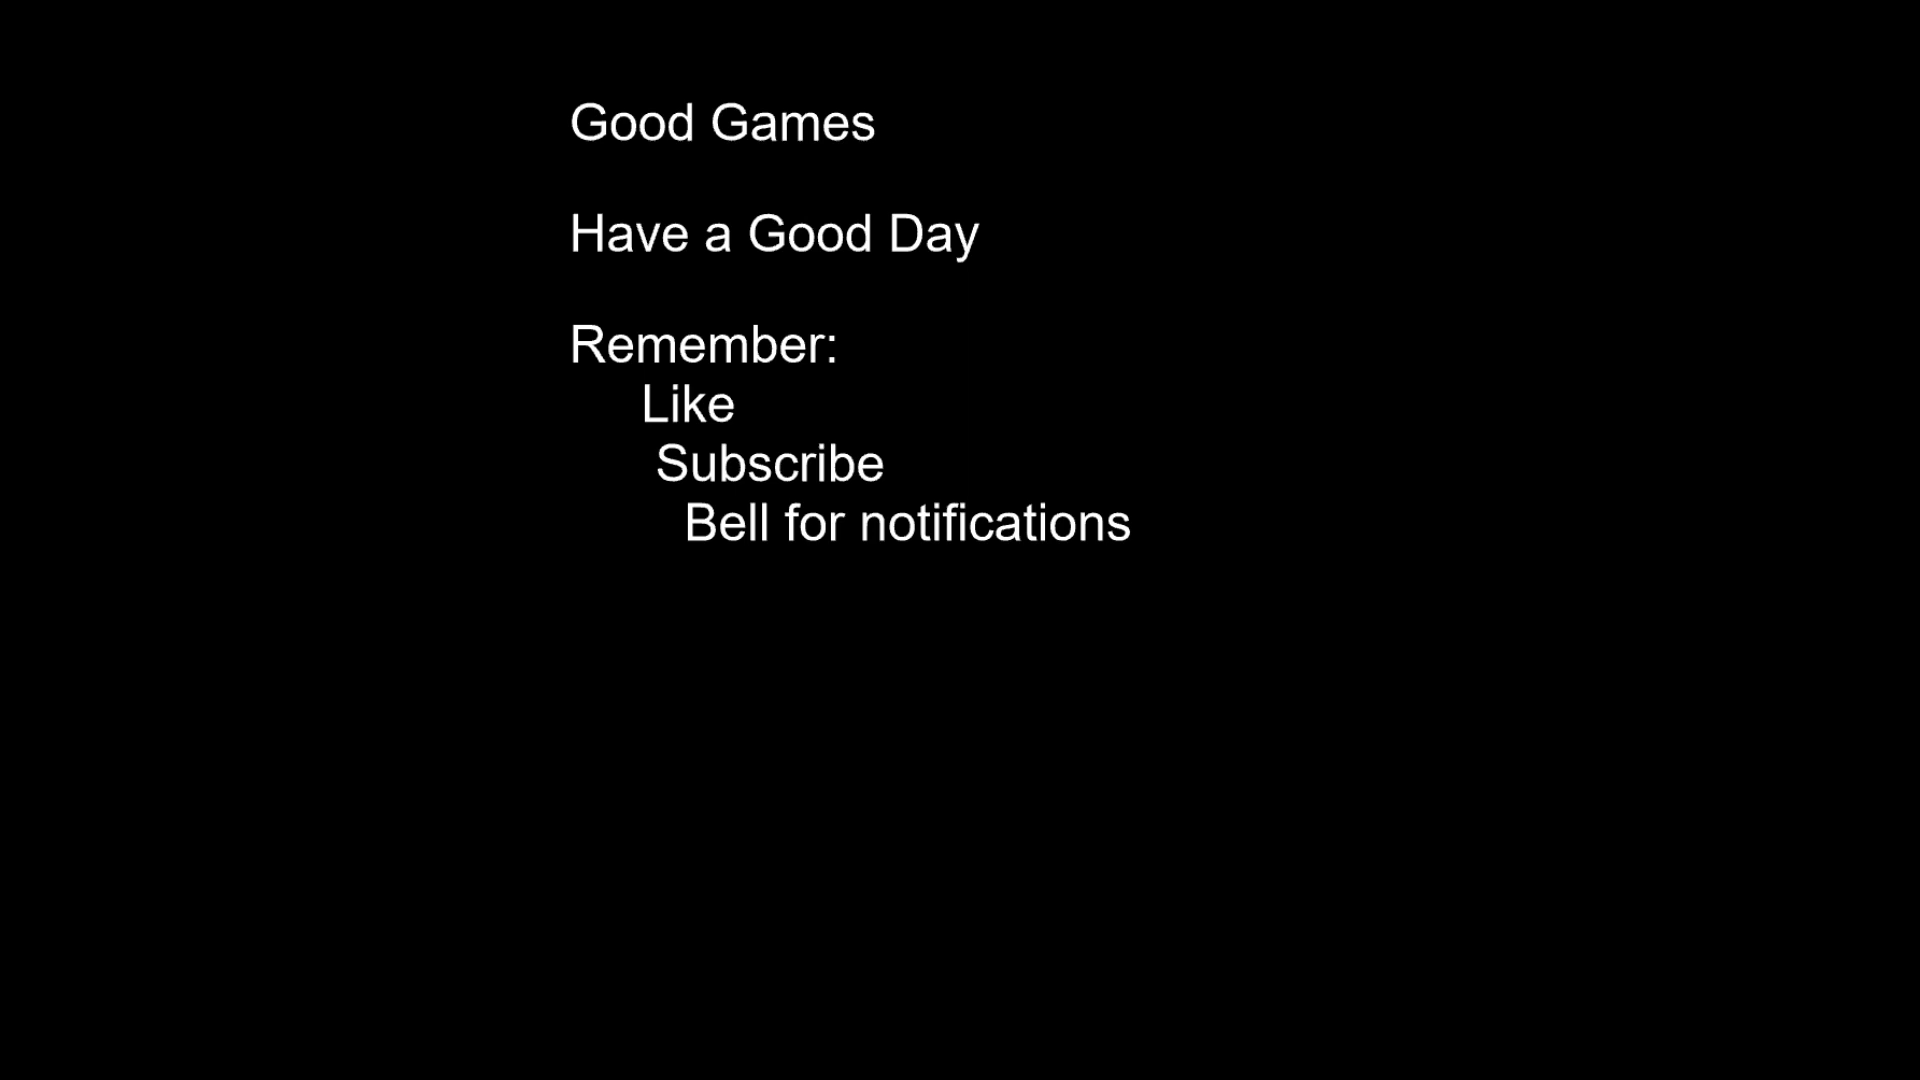 Good Games
Have a Good Day
Remember:
Like
Subscribe
Bell for notifications